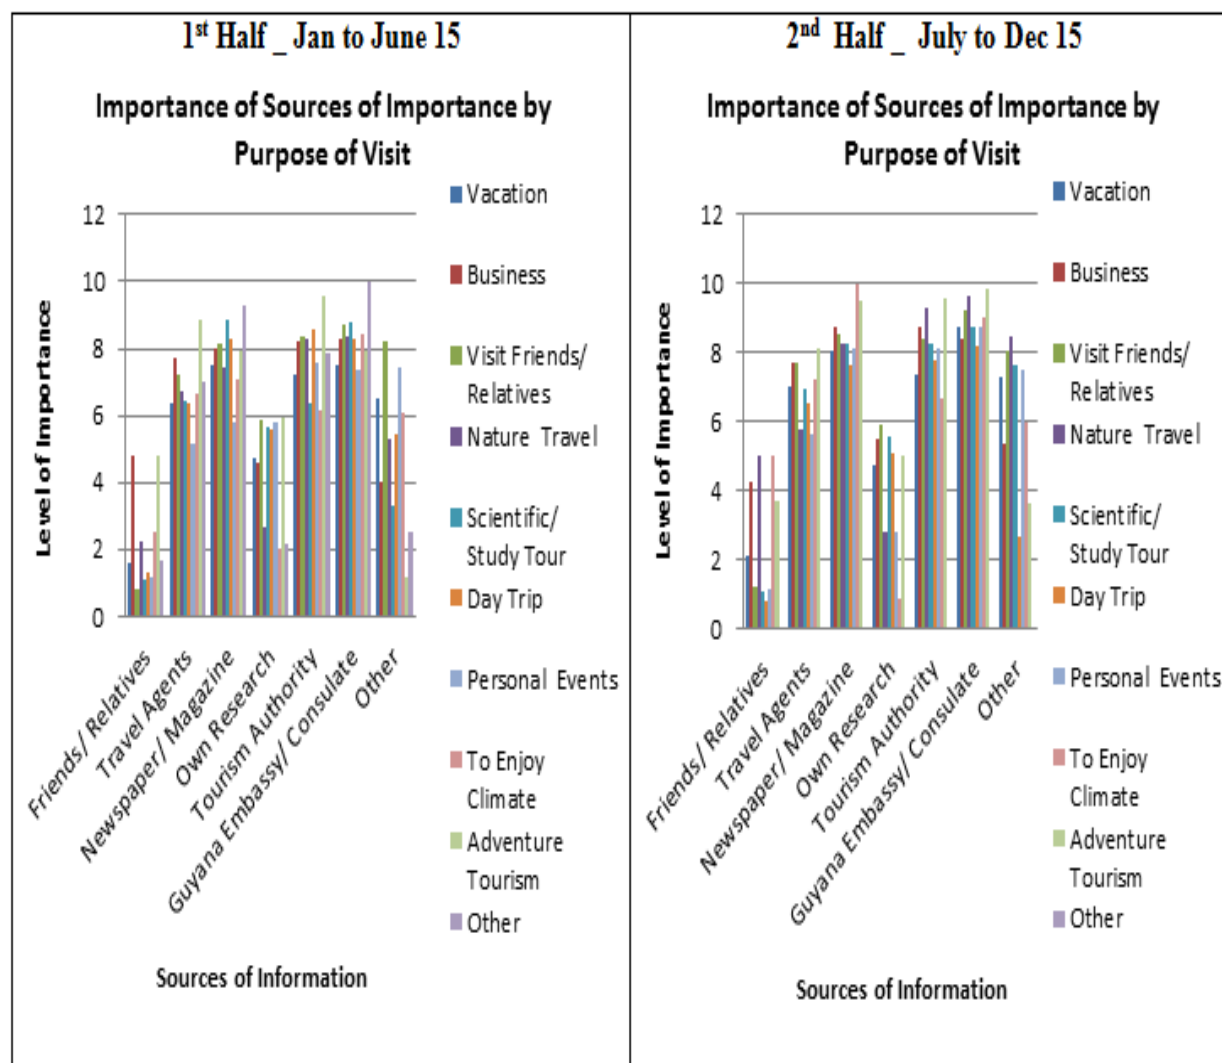 1st Half _ Jan to June 15
Importance of Sources of Importance by
Purpose of Visit
Level of Importance
12
10
8
6
4
2
0
Friends/ Relatives
Travel Agents
Newspaper/ Magazine
Own Research
Tourism Authority
Guyana Embassy/ Consulate
Other
Sources of Information
Vacation
Business
Visit Friends/
Relatives
Nature Travel
Scientific/
Study Tour
Day Trip
Personal Events
To Enjoy
Climate
Adventure
Tourism
Other
2nd Half _ July to Dec 15
Importance of Sources of Importance by
Purpose of Visit
Level of Importance
12
10
8
6
4
2
0
Friends/ Relatives
Travel Agents
Newspaper/ Magazine
Own Research
Tourism Authority
Guyana Embassy/ Consulate
Other
Sources of Information
Vacation
Business
Visit Friends/
Relatives
Nature Travel
Scientific/
Study Tour
Day Trip
Personal Events
To Enjoy
Climate
Adventure
Tourism
Other